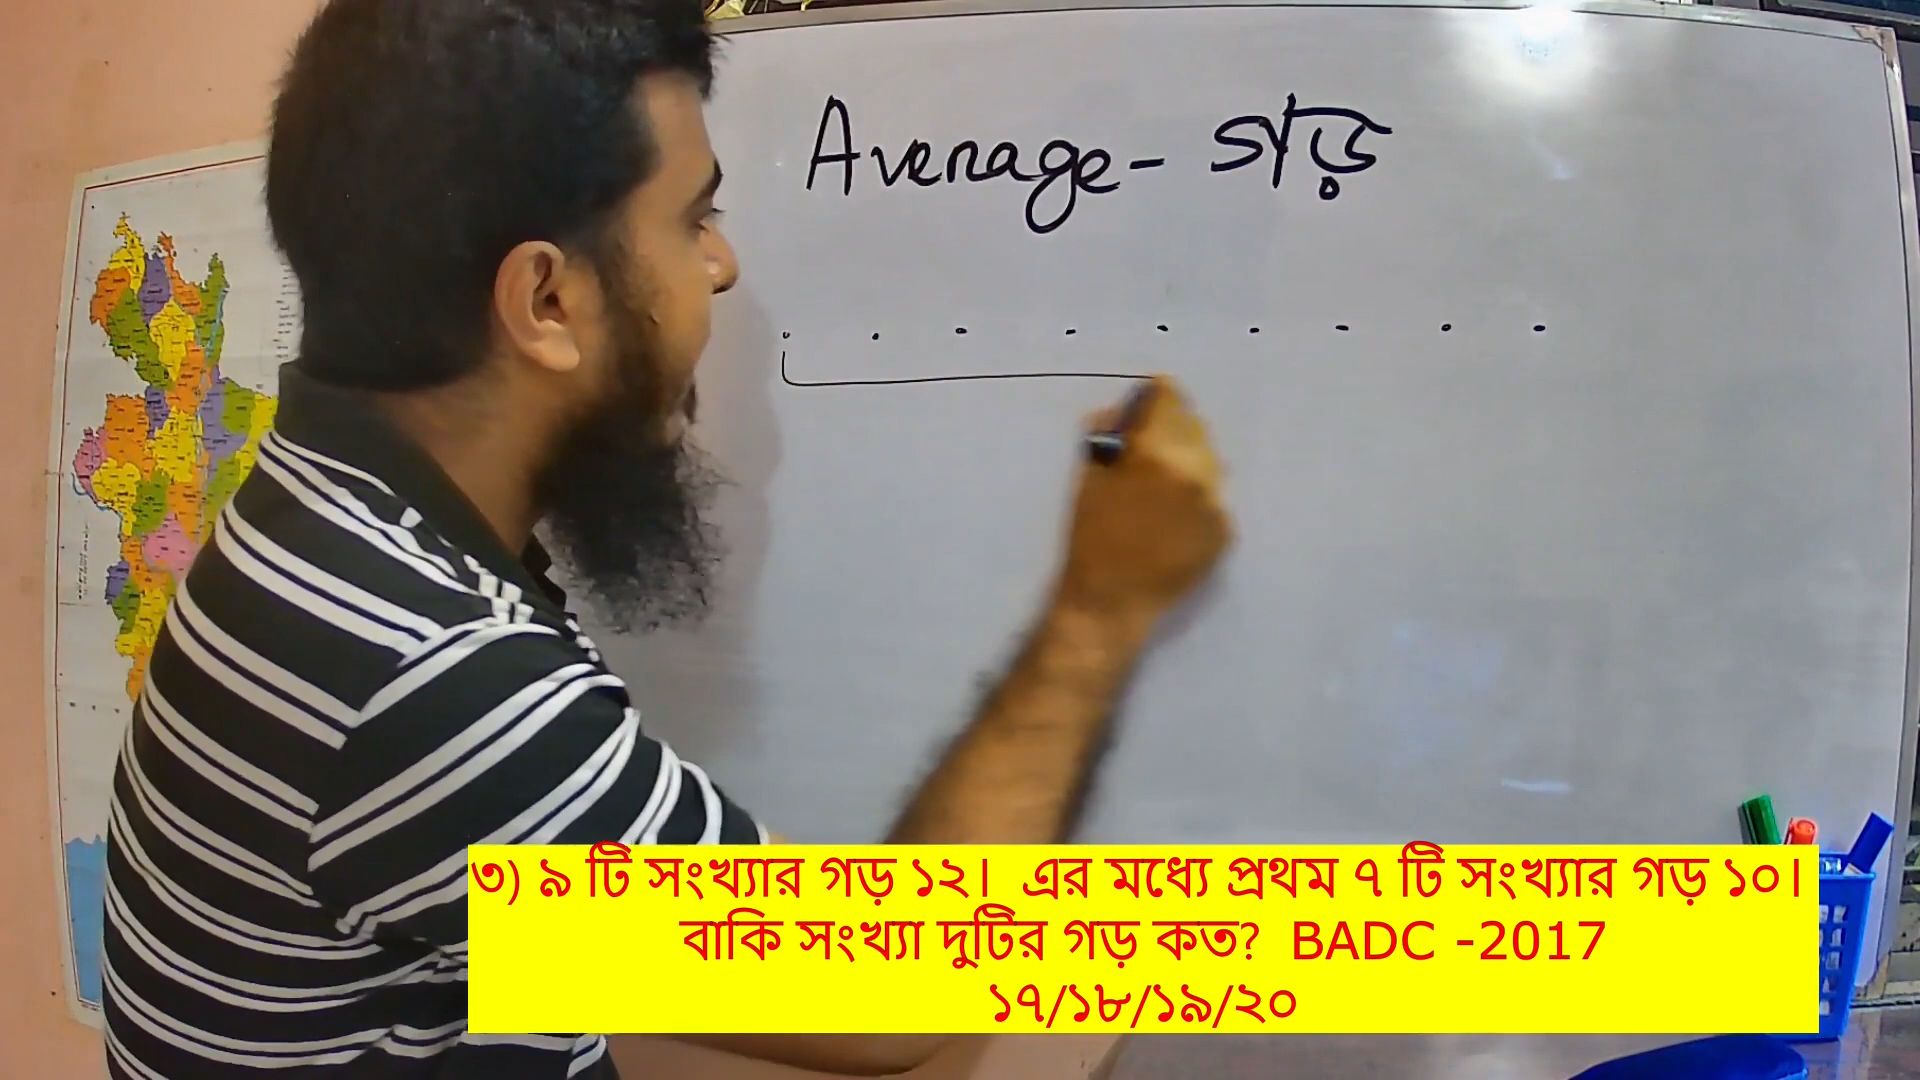 Average - গড়
৩) ৯ টি সংখ্যার গড় ১২। এর মধ্যে প্রথম ৭ টি সংখ্যার গড় ১০।
বাকি সংখ্যা দুটির গড় কত? BADC -2017
১৭/১৮/১৯/২০